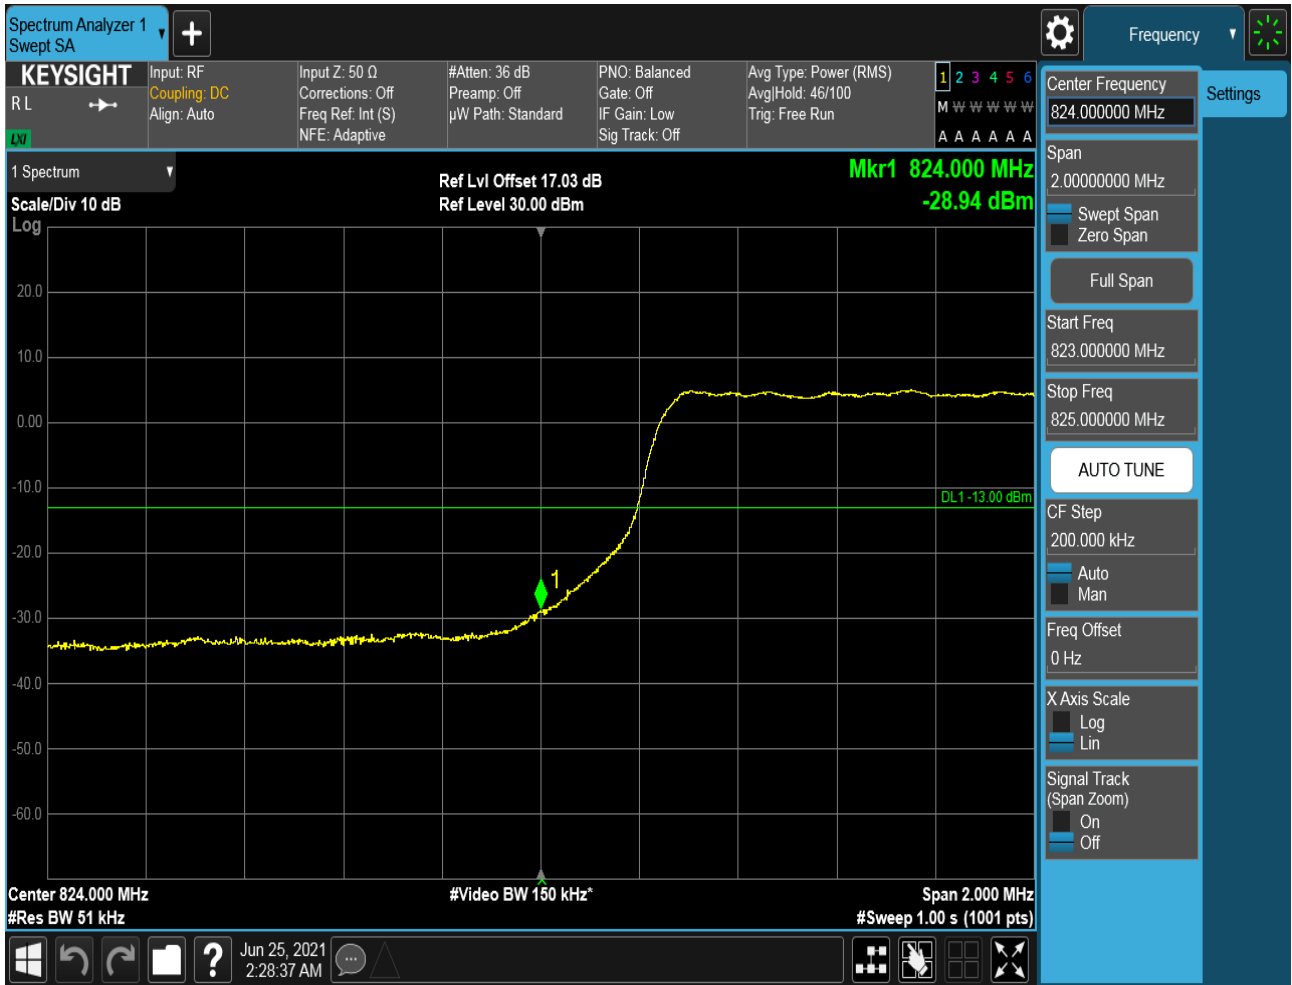 Spectrum Analyzer 1
Swept SA
Frequency
KEYSIGHT
R L
LXI
Input: RF
Coupling: DC
Align: Auto
Input Z: 50 Ω
Corrections: Off
Freq Ref: Int (S)
NFE: Adaptive
#Atten: 36 dB
Preamp: Off
µW Path: Standard
PNO: Balanced
Gate: Off
IF Gain: Low
Sig Track: Off
Avg Type: Power (RMS)
Avg|Hold: 46/100
Trig: Free Run
1 2 3 4 5 6
M W W W W W
A A A A A A
1 Spectrum
Scale/Div 10 dB
Log
Ref Lvl Offset 17.03 dB
Ref Level 30.00 dBm
Mkr1 824.000 MHz
-28.94 dBm
20.0
10.0
0.00
-10.0
-20.0
-30.0
-40.0
-50.0
-60.0
DL1 -13.00 dBm
1
Center 824.000 MHz
#Res BW 51 kHz
#Video BW 150 kHz*
Span 2.000 MHz
#Sweep 1.00 s (1001 pts)
Jun 25, 2021
2:28:37 AM
Center Frequency
824.000000 MHz
Settings
Span
2.00000000 MHz
Swept Span
Zero Span
Full Span
Start Freq
823.000000 MHz
Stop Freq
825.000000 MHz
AUTO TUNE
CF Step
200.000 kHz
Auto
Man
Freq Offset
0 Hz
X Axis Scale
Log
Lin
Signal Track
(Span Zoom)
On
Off